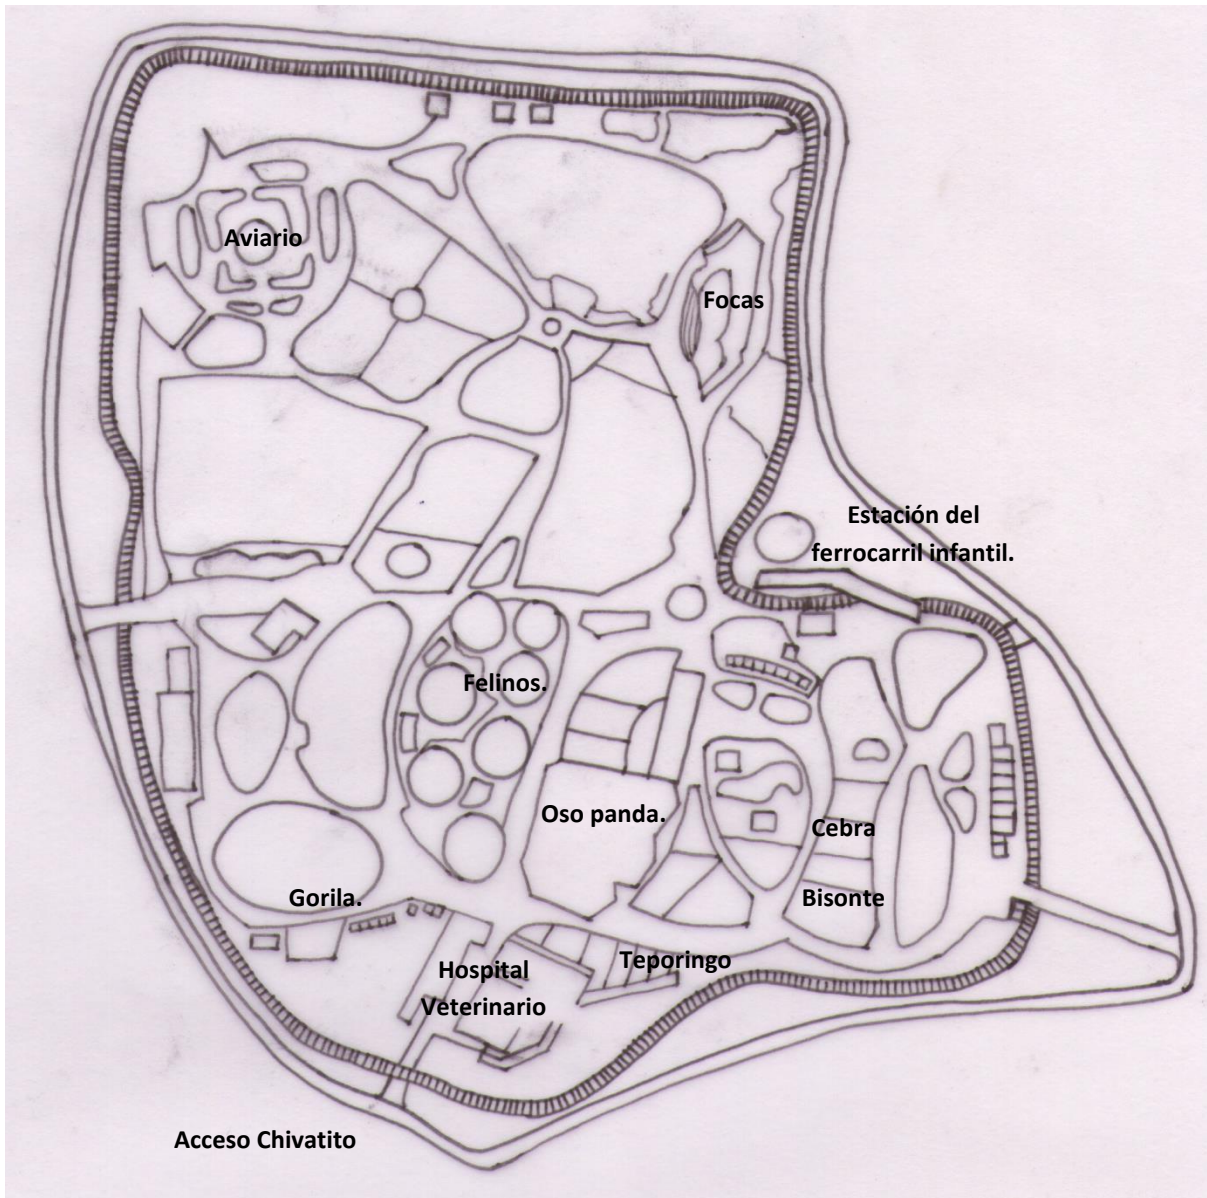 Aviario
Focas
Estación del
ferrocarril infantil.
Felinos.
Oso panda.
Cebra
Gorila.
Bisonte
Teporingo
Hospital
Veterinario
Acceso Chivatito